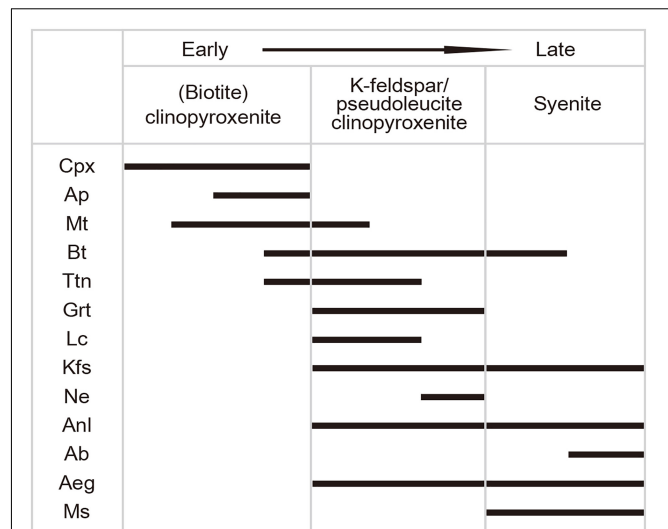 Early Late
(Biotite)
clinopyroxenite
K-feldspar/
pseudoleucite
clinopyroxenite
Syenite
Cpx
Ap
Mt
Bt
Ttn
Grt
Lc
Kfs
Ne
Anl
Ab
Aeg
Ms